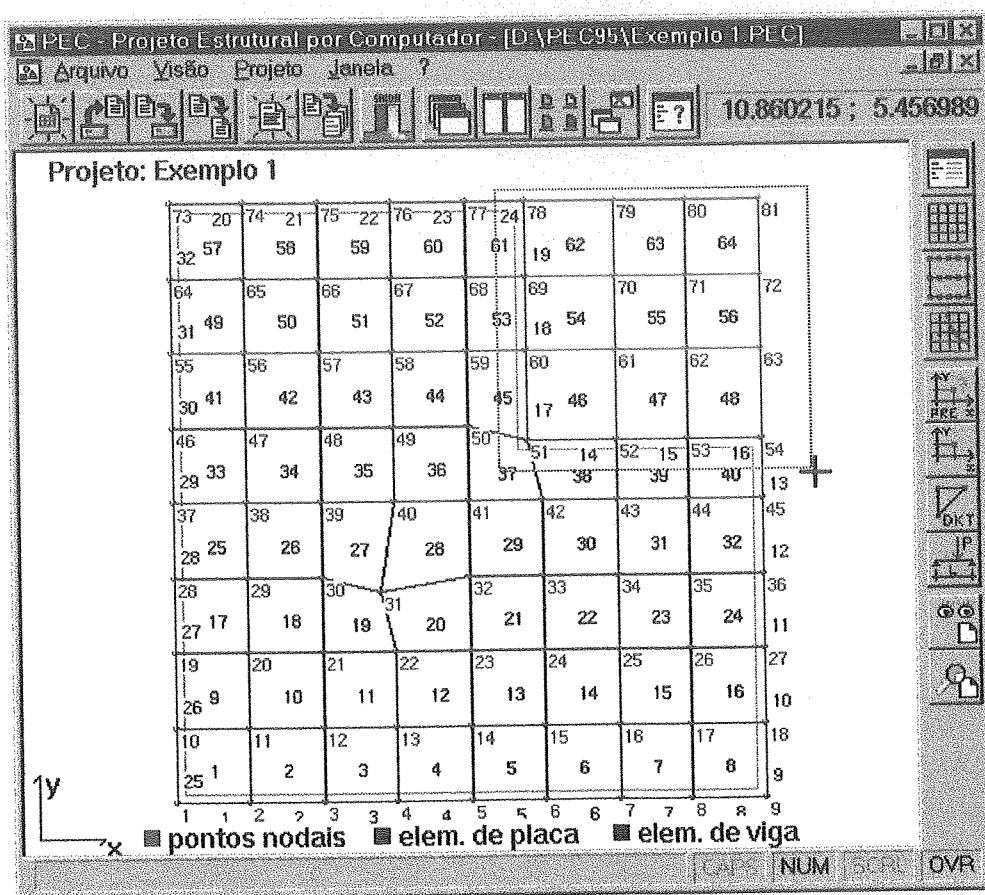 PEC - Projeto Estrutural por Computador - [D:\PEC95\Exemplo 1.PEC]
Arquivo Visão Projeto Janela ?
10.860215 ; 5.456989
Projeto: Exemplo 1
73 20 74 21 75 22 76 23 77 24 78 79 80 81
32 57 58 59 60 61 19 62 63 64
64 65 66 67 68 69 70 71 72
31 49 50 51 52 53 18 54 55 56
55 56 57 58 59 60 61 62 63
30 41 42 43 44 45 17 46 47 48
46 47 48 49 50 51 14 52 15 53 16 54
29 33 34 35 36 37 38 39 40 13
37 38 39 40 41 42 43 44 45
28 25 26 27 28 29 30 31 32 12
28 29 30 31 32 33 34 35 36
27 17 18 19 20 21 22 23 24 11
19 20 21 22 23 24 25 26 27
26 9 10 11 12 13 14 15 16 10
10 11 12 13 14 15 16 17 18
25 1 2 3 4 5 6 7 8 9
1 1 2 2 3 3 4 4 5 5 6 6 7 7 8 8 9
y
x
pontos nodais elem. de placa elem. de viga
Y
PRE X
Y
X
DKT
P
L
CAPS NUM SCRL OVR